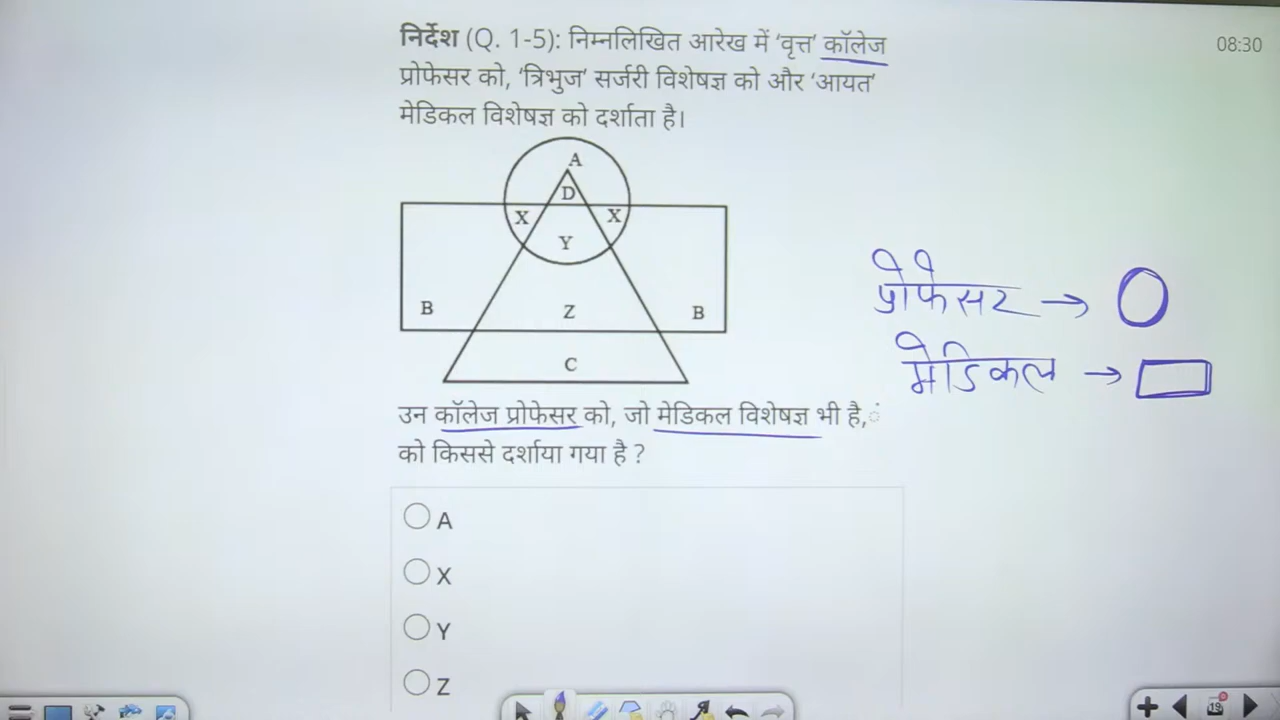 निर्देश (Q. 1-5): निम्नलिखित आरेख में 'वृत्त' कॉलेज
08:30
प्रोफेसर को, 'त्रिभुज' सर्जरी विशेषज्ञ को और 'आयत'
मेडिकल विशेषज्ञ को दर्शाता है।
A
D
X X
Y
B Z B
C
प्रोफेसर →
मेडिकल →
उन कॉलेज प्रोफेसर को, जो मेडिकल विशेषज्ञ भी है,ं
को किससे दर्शाया गया है ?
A
X
Y
Z
19